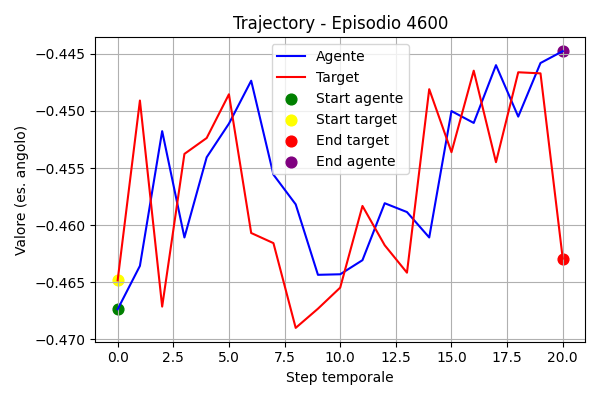 Trajectory - Episodio 4600
Agente
Target
Start agente
Start target
End target
End agente
Valore (es. angolo)
−0.445
−0.450
−0.455
−0.460
−0.465
−0.470
0.0 2.5 5.0 7.5 10.0 12.5 15.0 17.5 20.0
Step temporale